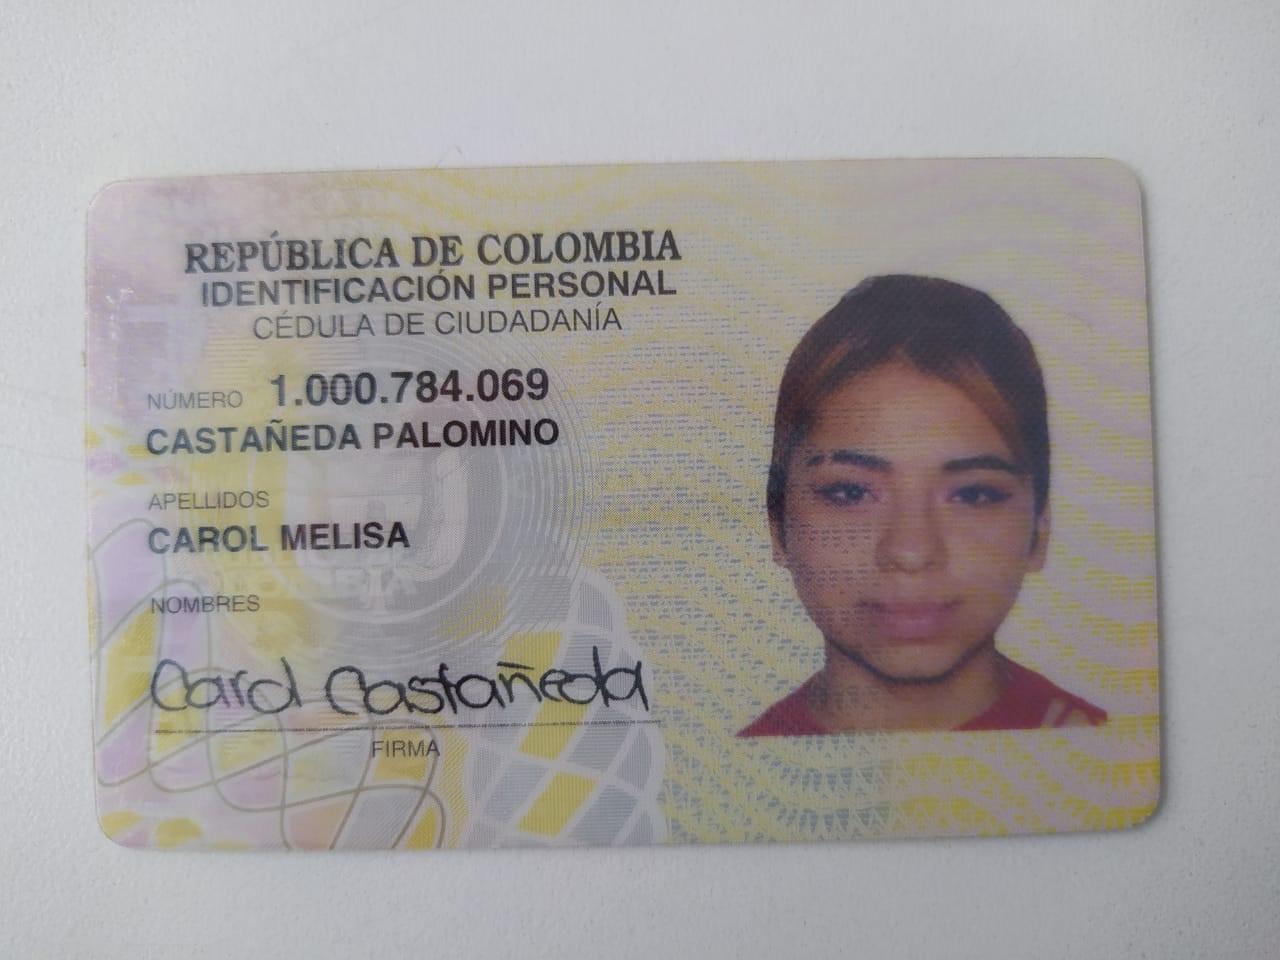 REPÚBLICA DE COLOMBIA
IDENTIFICACIÓN PERSONAL
CÉDULA DE CIUDADANÍA
NÚMERO 1.000.784.069
CASTAÑEDA PALOMINO
APELLIDOS
CAROL MELISA
NOMBRES
Carol Castañeda
FIRMA